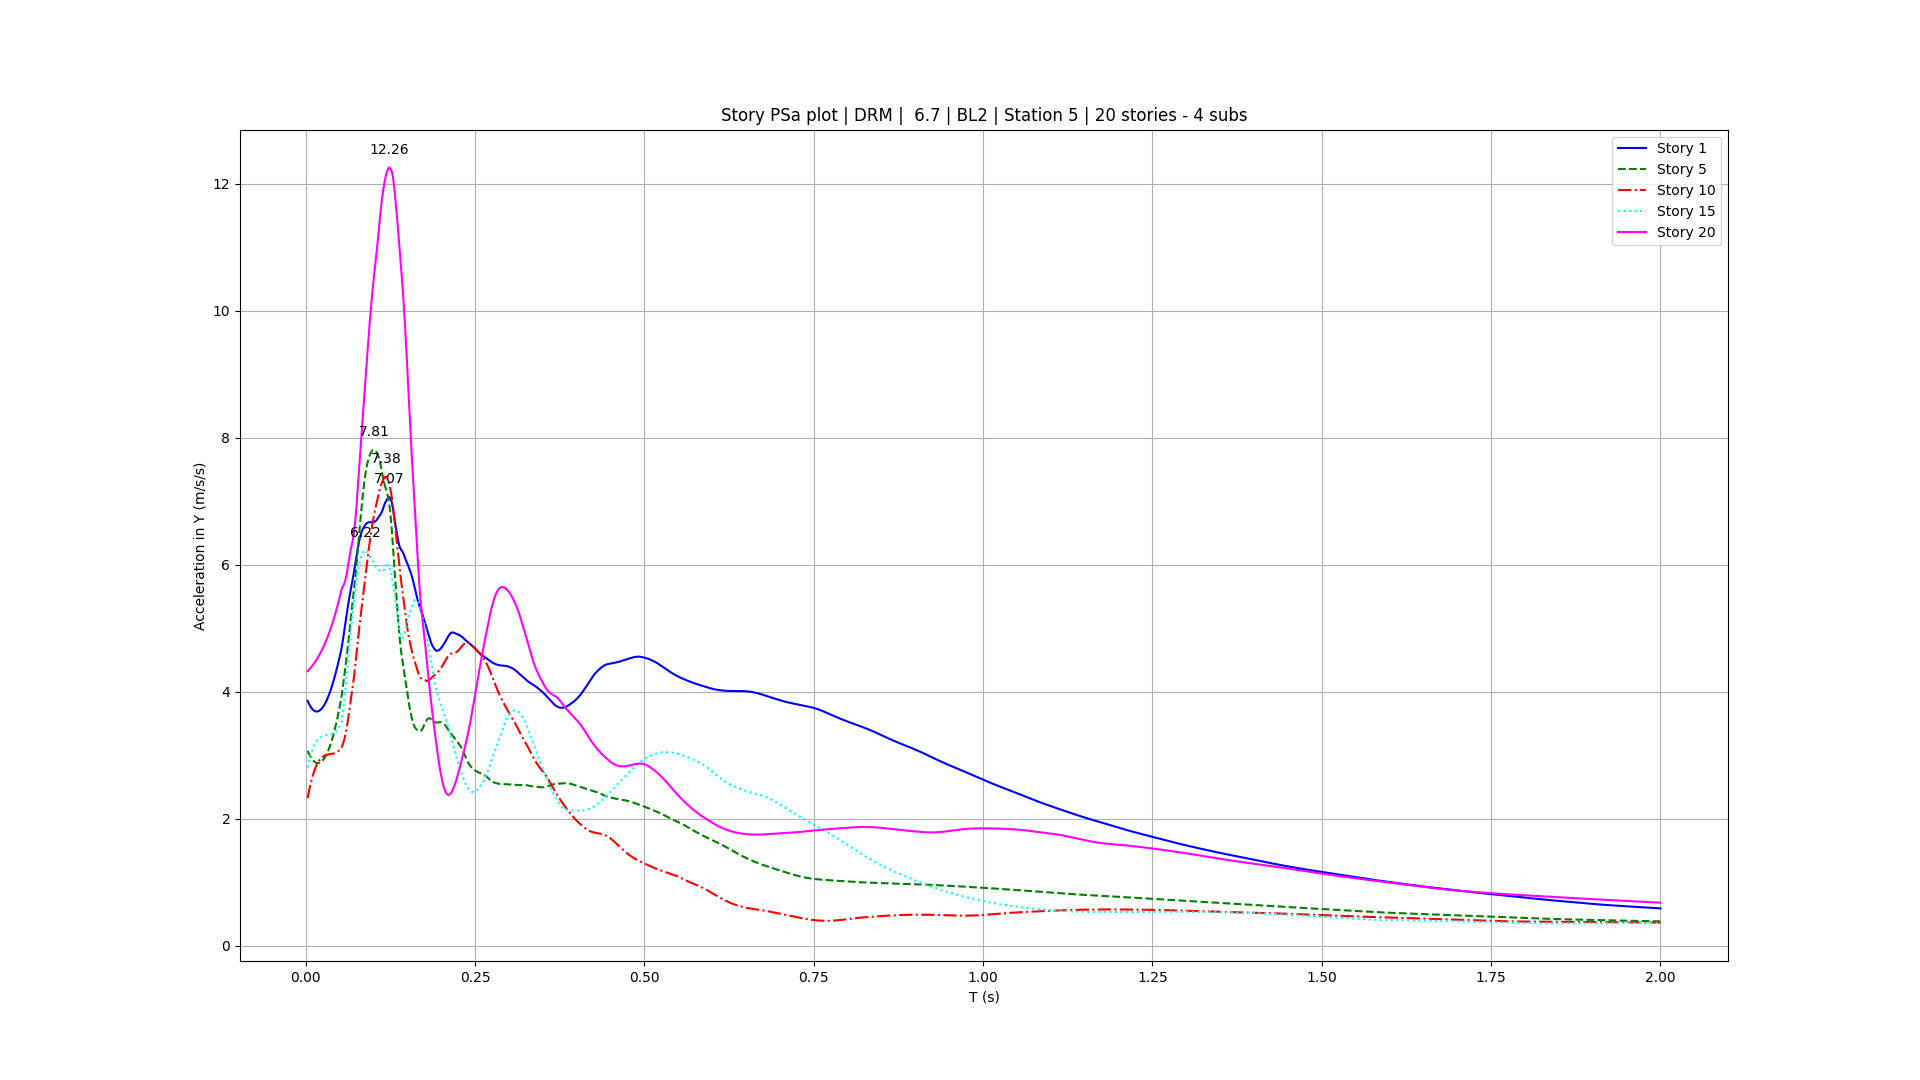 Story PSa plot | DRM |  6.7 | BL2 | Station 5 | 20 stories - 4 subs
12.26
7.81
7.38
7.07
6.22
Story 1
Story 5
Story 10
Story 15
Story 20
Acceleration in Y (m/s/s)
12
10
8
6
4
2
0
0.00 0.25 0.50 0.75 1.00 1.25 1.50 1.75 2.00
T (s)